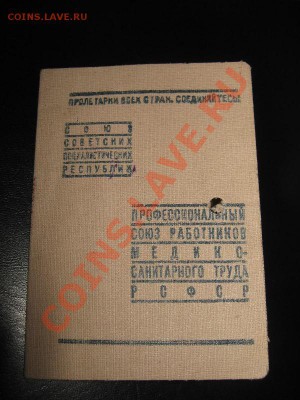 COINS.LAVE.RU
ПРОЛЕТАРИИ ВСЕХ СТРАН, СОЕДИНЯЙТЕСЬ!
СОЮЗ
СОВЕТСКИХ
СОЦИАЛИСТИЧЕСКИХ
РЕСПУБЛИК
ПРОФЕССИОНАЛЬНЫЙ
СОЮЗ РАБОТНИКОВ
МЕДИКО-
САНИТАРНОГО ТРУДА
РСФСР
COINS.LAVE.RU